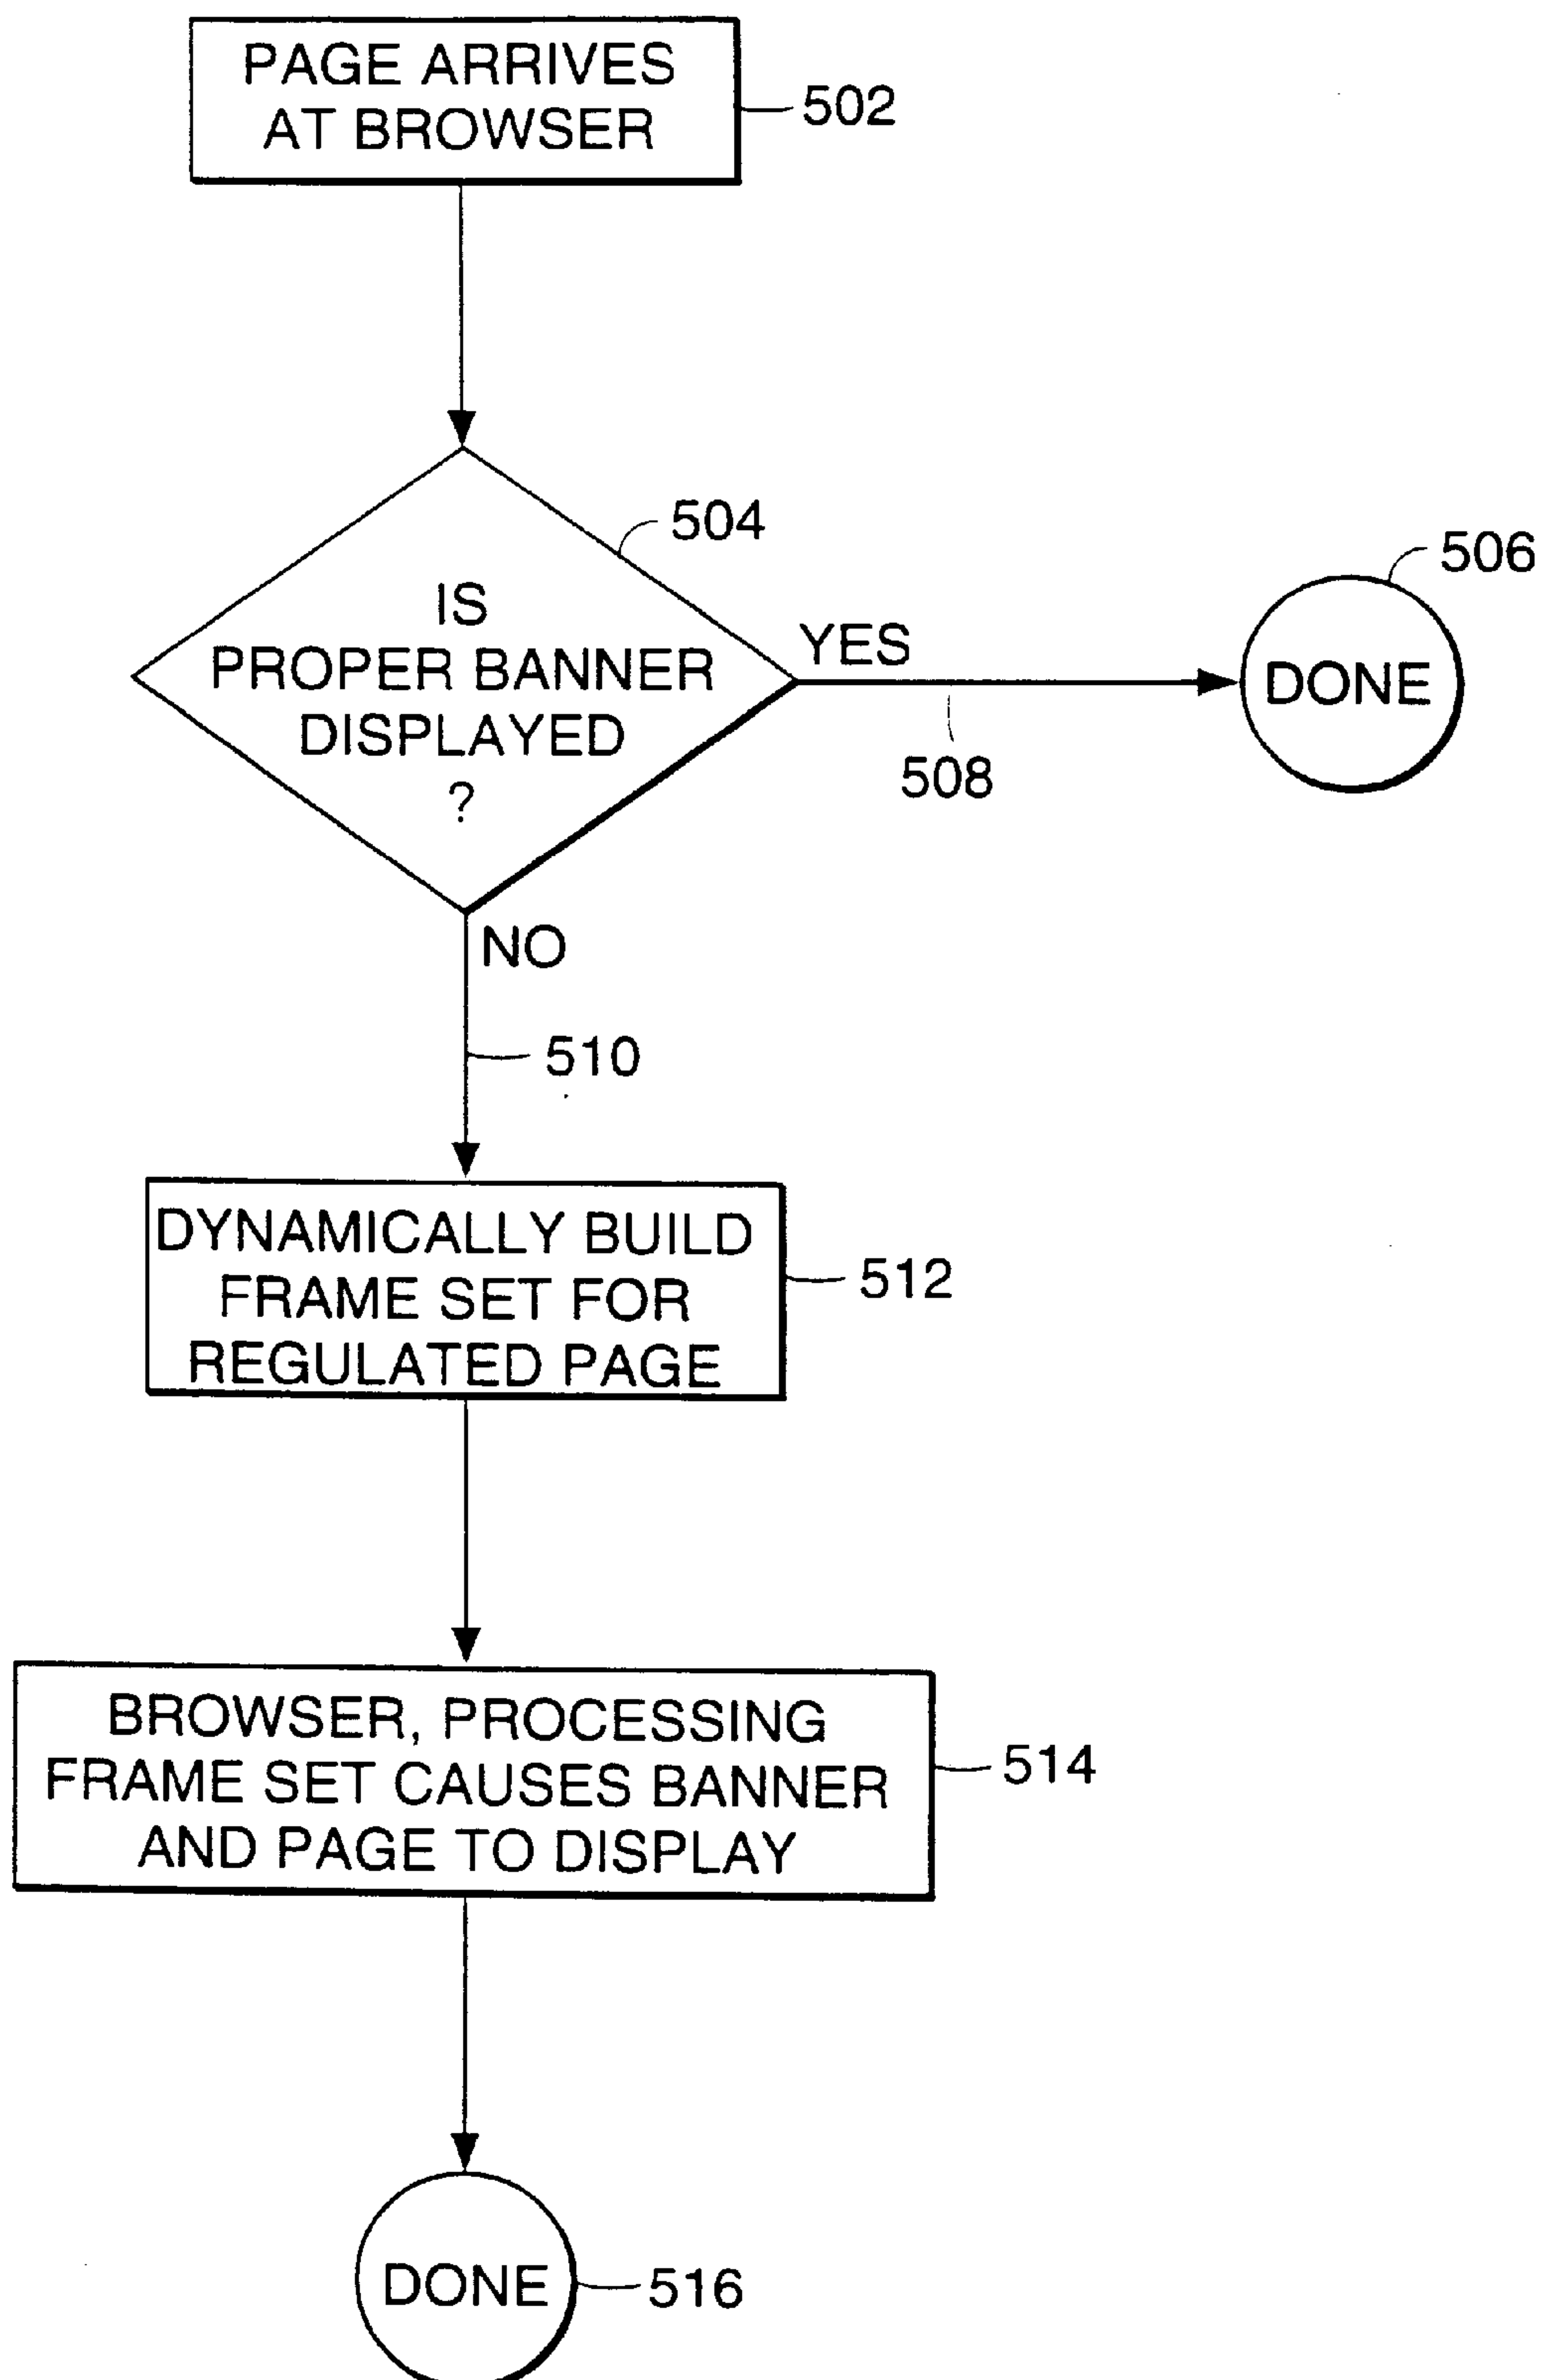 PAGE ARRIVES
AT BROWSER
502
504
IS
PROPER BANNER
DISPLAYED
?
YES
508
506
DONE
NO
510
DYNAMICALLY BUILD
FRAME SET FOR
REGULATED PAGE
512
BROWSER, PROCESSING
FRAME SET CAUSES BANNER
AND PAGE TO DISPLAY
514
DONE
516